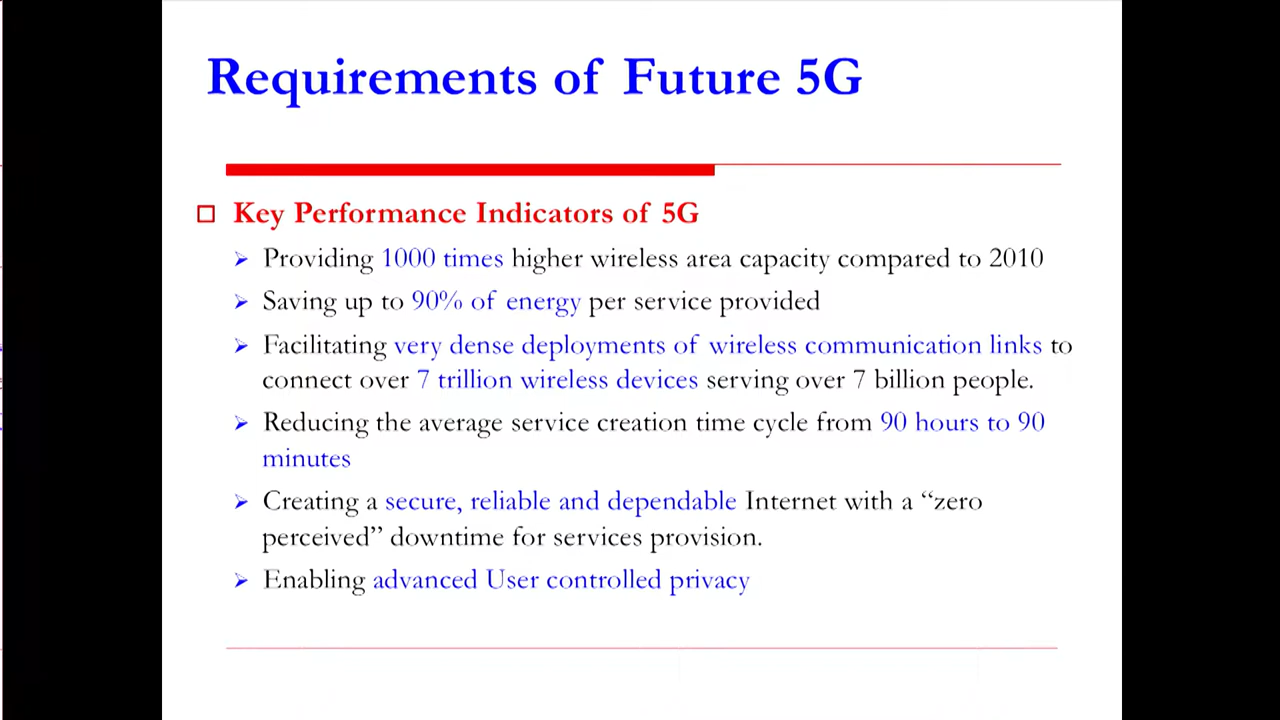 Requirements of Future 5G
Key Performance Indicators of 5G
Providing 1000 times higher wireless area capacity compared to 2010
Saving up to 90% of energy per service provided
Facilitating very dense deployments of wireless communication links to
connect over 7 trillion wireless devices serving over 7 billion people.
Reducing the average service creation time cycle from 90 hours to 90
minutes
Creating a secure, reliable and dependable Internet with a “zero
perceived” downtime for services provision.
Enabling advanced User controlled privacy